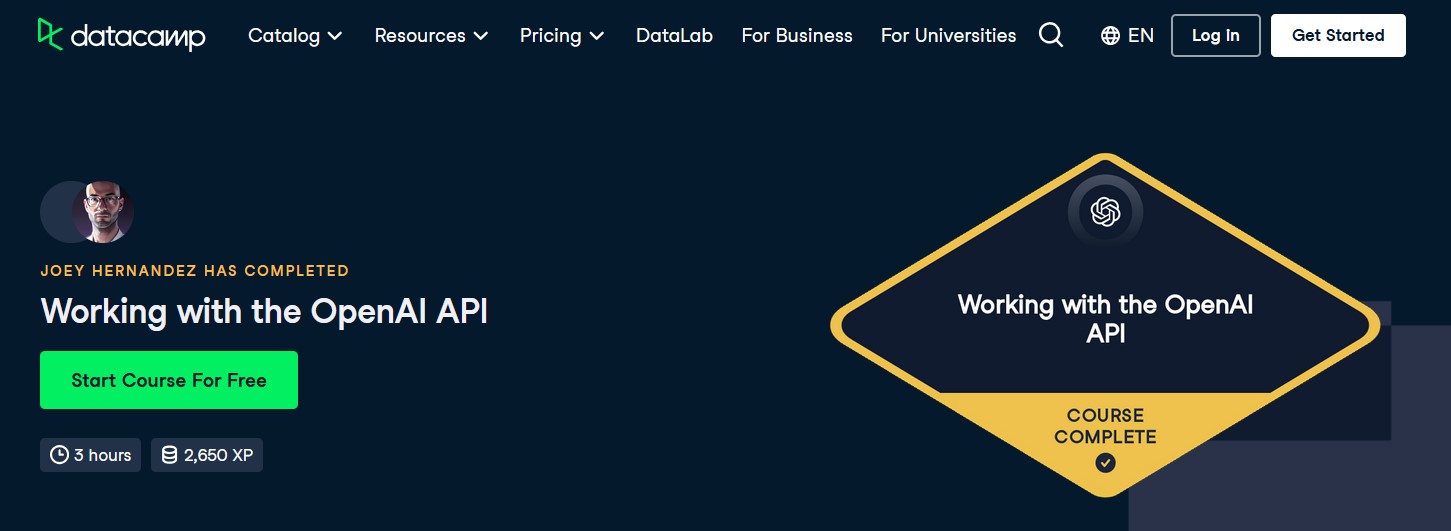 datacamp Catalog Resources Pricing DataLab For Business For Universities EN Log in Get Started
JOEY HERNANDEZ HAS COMPLETED
Working with the OpenAI API
Start Course For Free
3 hours 2,650 XP
Working with the OpenAI
API
COURSE
COMPLETE